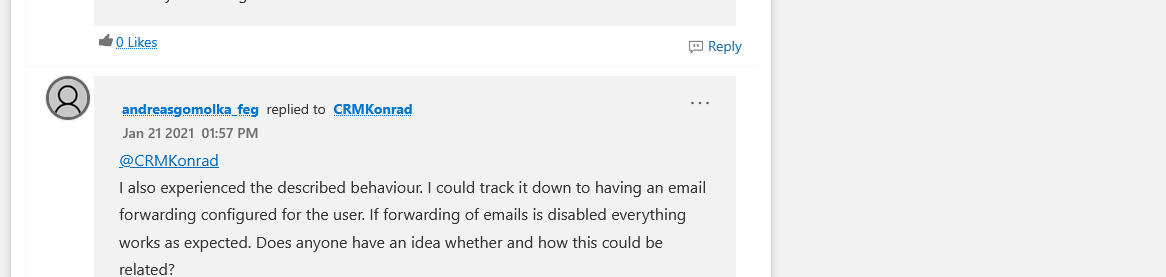 0 Likes
Reply
andreasgomolka_feg replied to CRMKonrad
Jan 21 2021 01:57 PM
@CRMKonrad
I also experienced the described behaviour. I could track it down to having an email
forwarding configured for the user. If forwarding of emails is disabled everything
works as expected. Does anyone have an idea whether and how this could be
related?